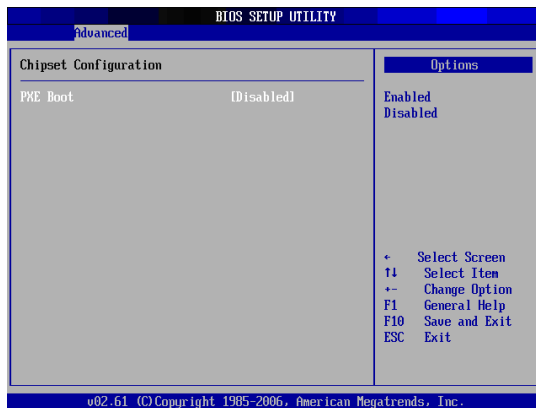 BIOS SETUP UTILITY
Advanced
Chipset Configuration
PXE Boot [Disabled]
Options
Enabled
Disabled
← Select Screen
↑↓ Select Item
+- Change Option
F1 General Help
F10 Save and Exit
ESC Exit
v02.61 (C)Copyright 1985-2006, American Megatrends, Inc.